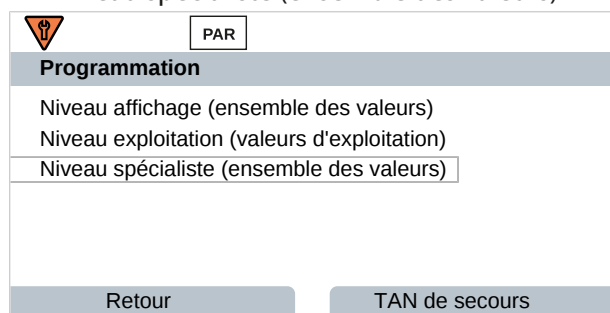 PAR
Programmation
Niveau affichage (ensemble des valeurs)
Niveau exploitation (valeurs d'exploitation)
Niveau spécialiste (ensemble des valeurs)
Retour
TAN de secours